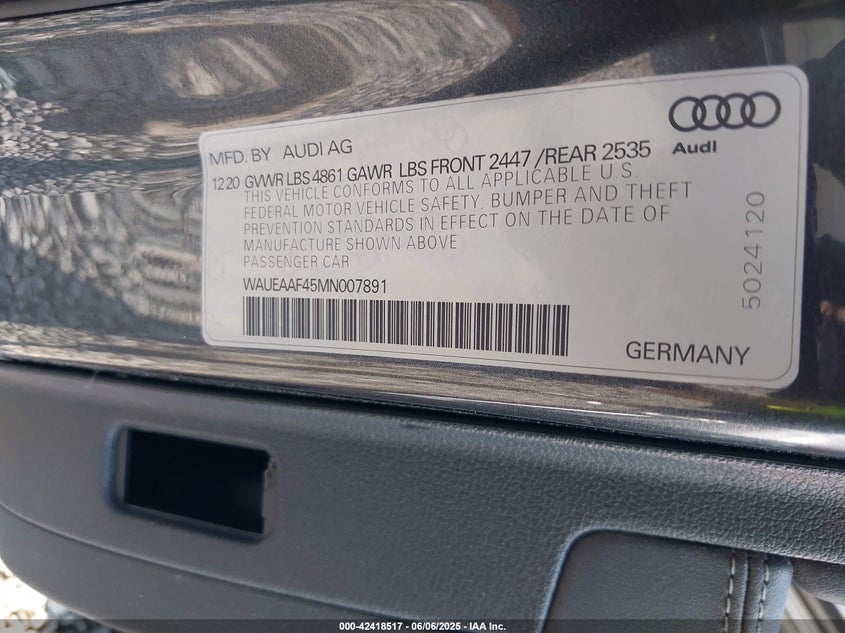 MFD. BY AUDI AG
Audi
1220 GVWR LBS 4861 GAWR LBS FRONT 2447 / REAR 2535
THIS VEHICLE CONFORMS TO ALL APPLICABLE U.S.
FEDERAL MOTOR VEHICLE SAFETY, BUMPER AND THEFT
PREVENTION STANDARDS IN EFFECT ON THE DATE OF
MANUFACTURE SHOWN ABOVE
PASSENGER CAR
WAUEAAF45MN007891
5024120
GERMANY
000-42418517 - 06/06/2025 - IAA Inc.